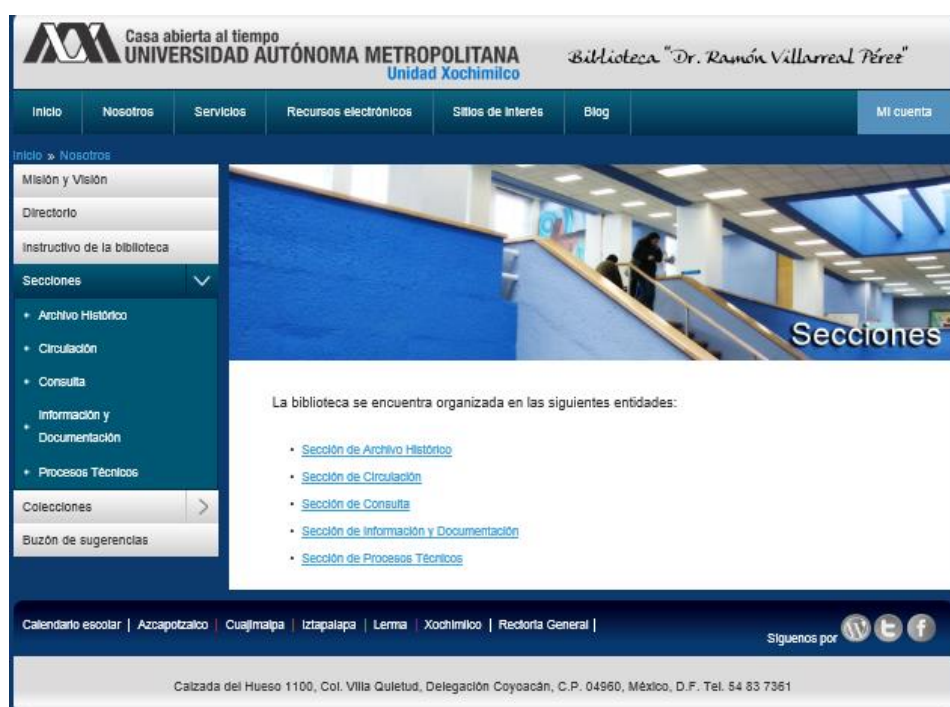 Casa abierta al tiempo
UNIVERSIDAD AUTÓNOMA METROPOLITANA
Unidad Xochimilco
Biblioteca "Dr. Ramón Villarreal Pérez"
Inicio Nosotros Servicios Recursos electrónicos Sitios de Interés Blog Mi cuenta
Inicio » Nosotros
Misión y Visión
Directorio
Instructivo de la biblioteca
Secciones
Archivo Histórico
Circulación
Consulta
Información y
Documentación
Procesos Técnicos
Colecciones
Buzón de sugerencias
Secciones
La biblioteca se encuentra organizada en las siguientes entidades:
• Sección de Archivo Histórico
• Sección de Circulación
• Sección de Consulta
• Sección de Información y Documentación
• Sección de Procesos Técnicos
Calendario escolar | Azcapotzalco | Cuajimalpa | Iztapalapa | Lerma | Xochimilco | Rectoría General |
Siguenos por
Calzada del Hueso 1100, Col. Villa Quietud, Delegación Coyoacán, C.P. 04960, México, D.F. Tel. 54 83 7361